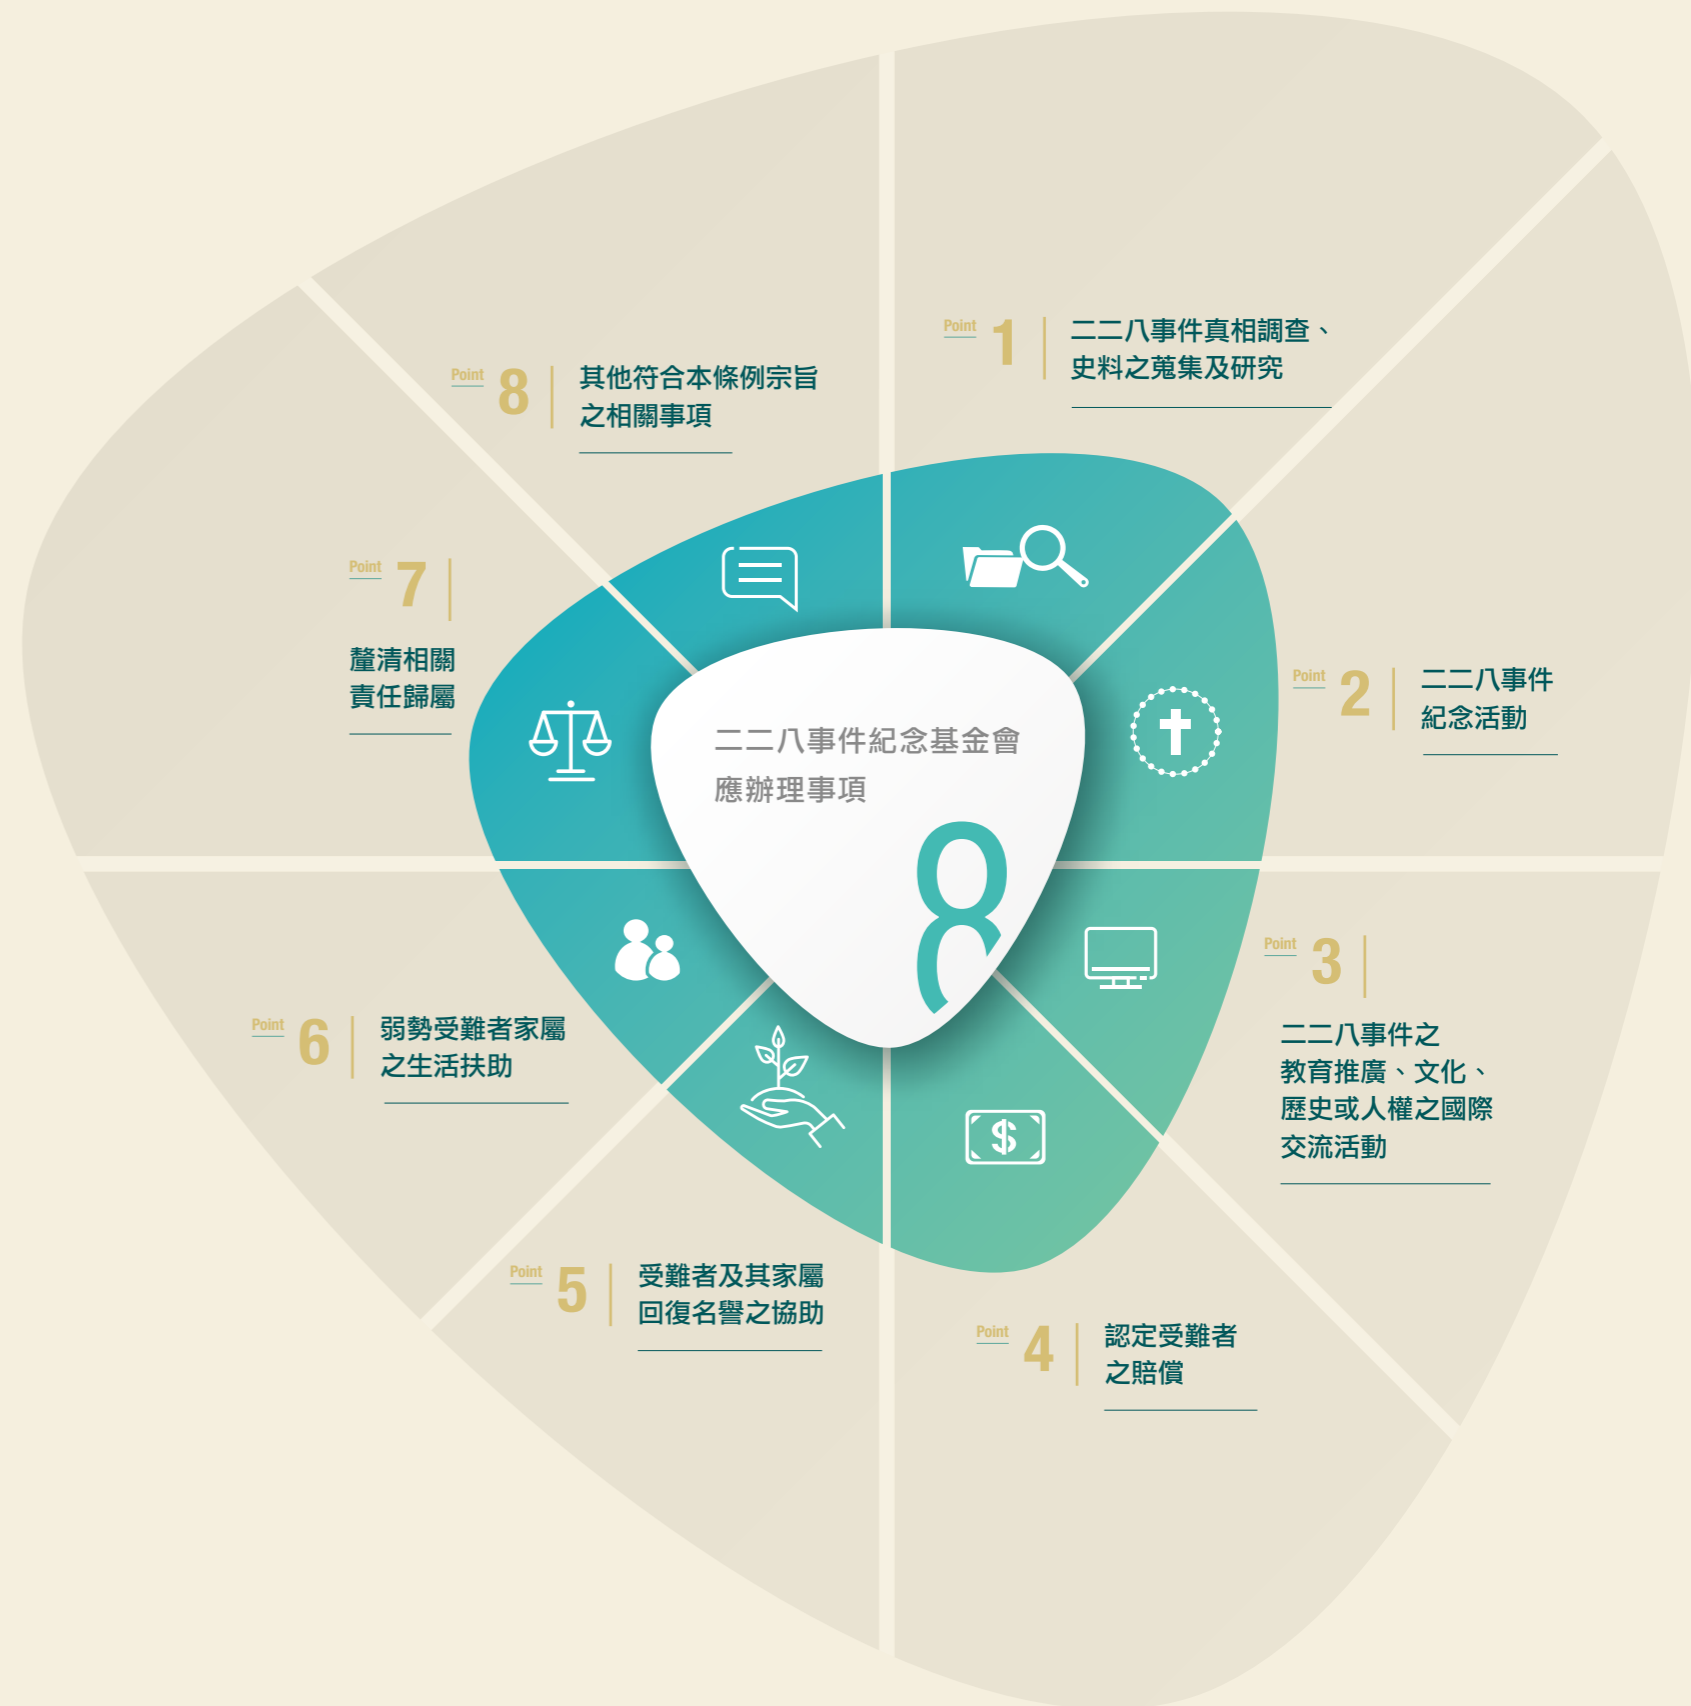 二二八事件紀念基金會
應辦理事項
8
Point 1
二二八事件真相調查、
史料之蒐集及研究
Point 2
二二八事件
紀念活動
Point 3
二二八事件之
教育推廣、文化、
歷史或人權之國際
交流活動
Point 4
認定受難者
之賠償
Point 5
受難者及其家屬
回復名譽之協助
Point 6
弱勢受難者家屬
之生活扶助
Point 7
釐清相關
責任歸屬
Point 8
其他符合本條例宗旨
之相關事項
$